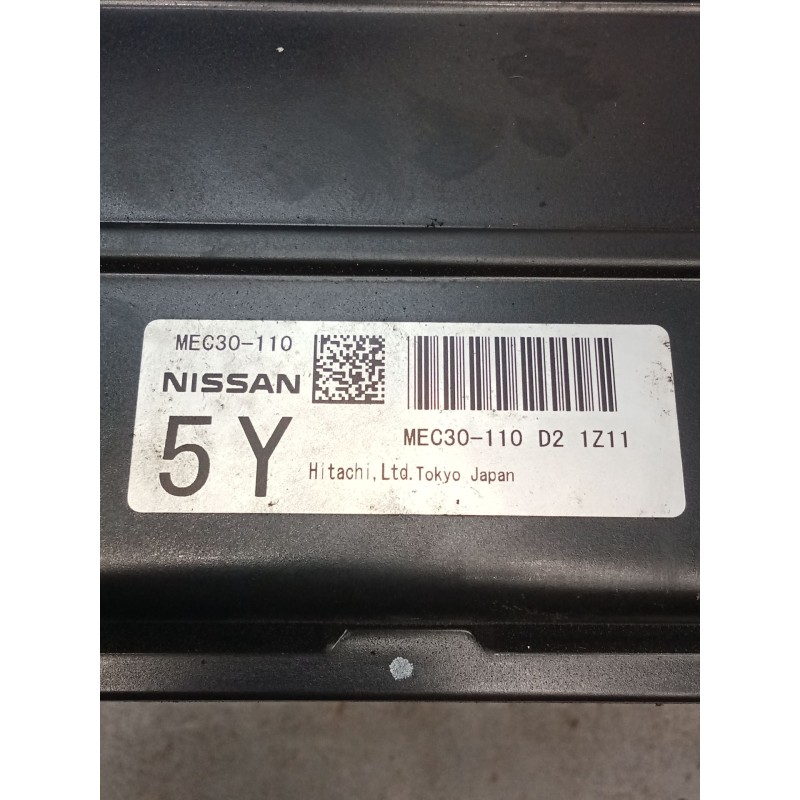 MEC30-110
NISSAN
5Y
MEC30-110 D2 1Z11
Hitachi,Ltd.Tokyo Japan